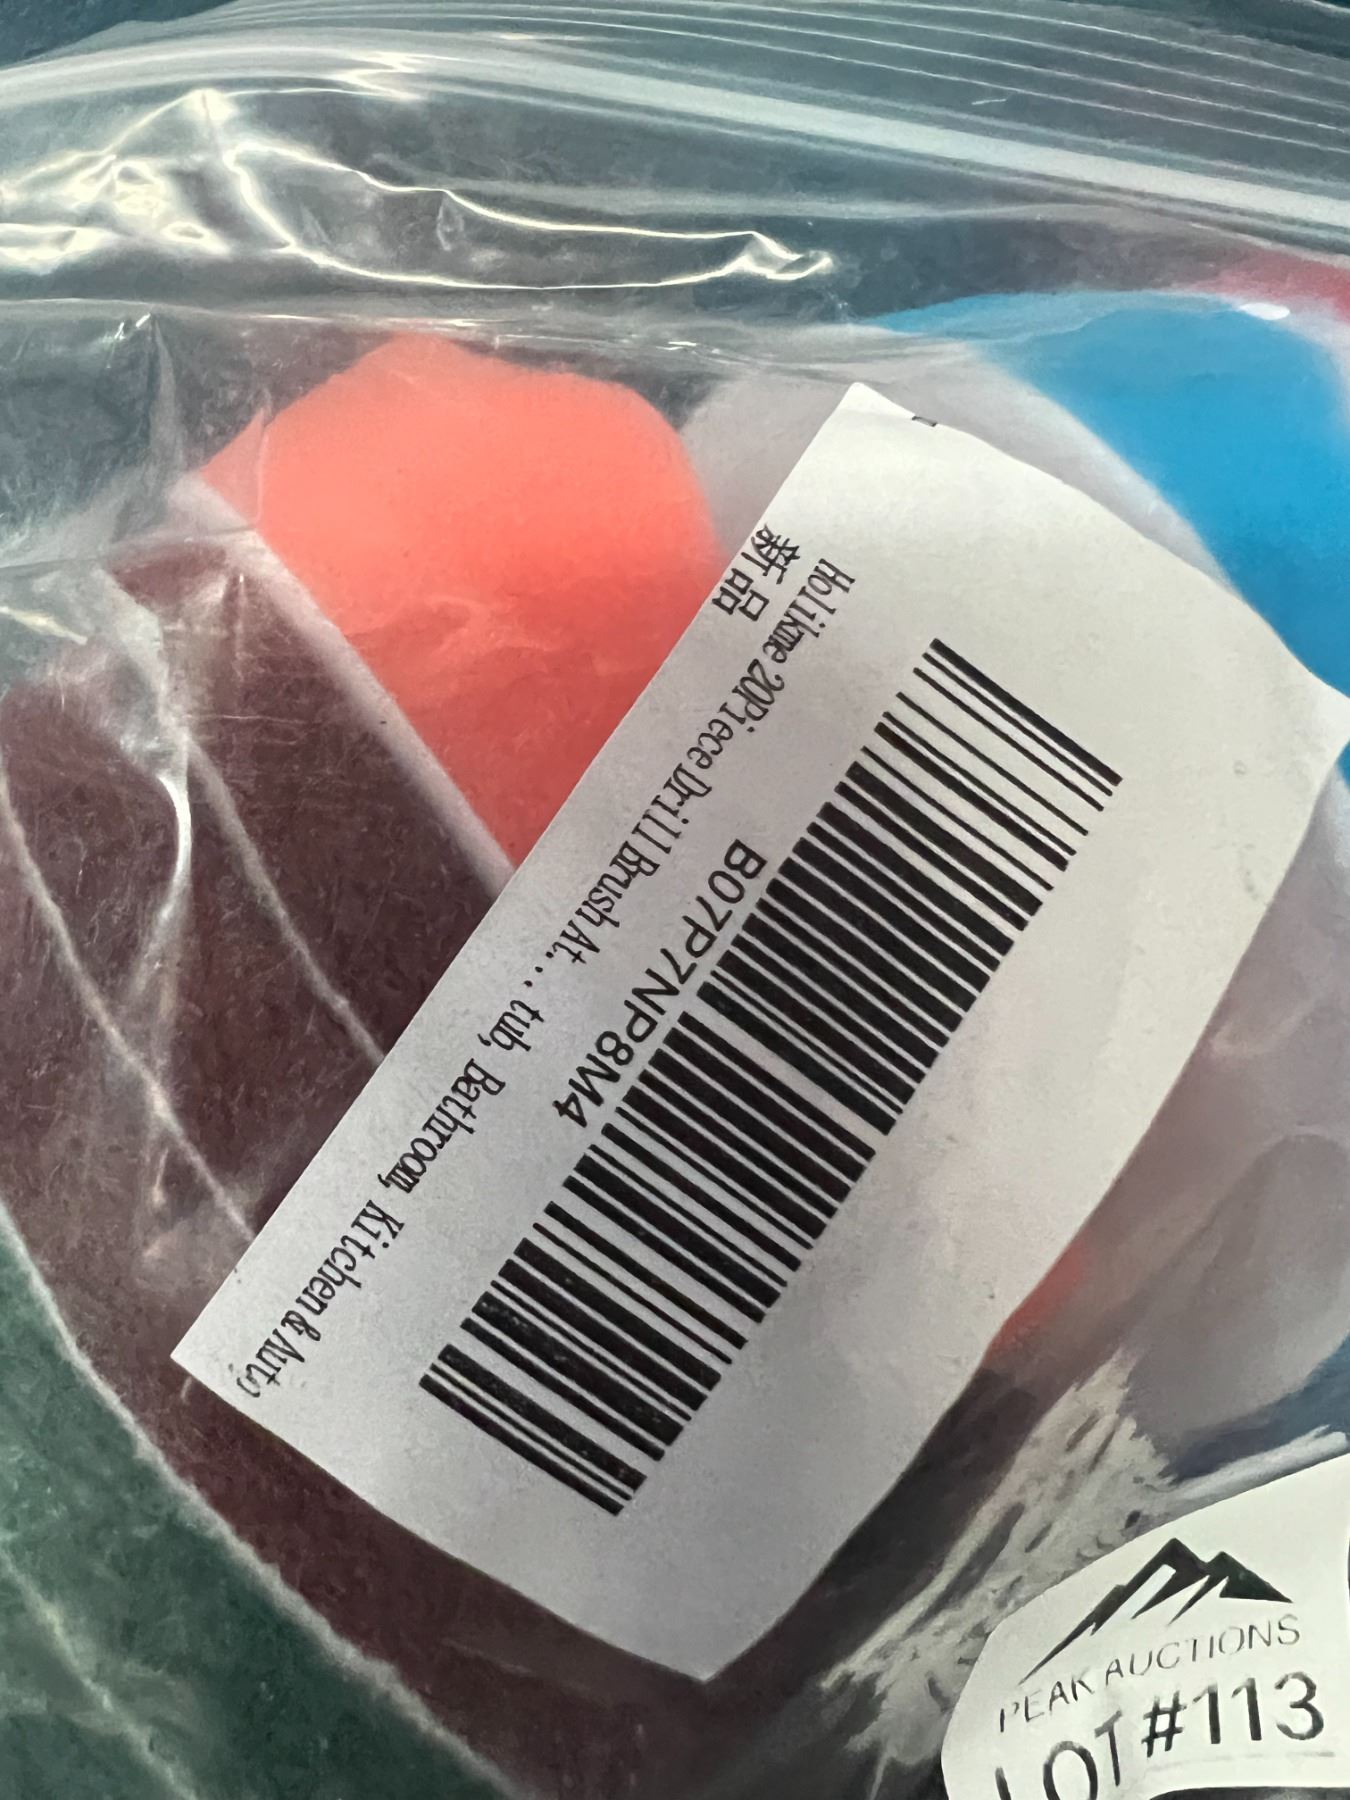 B07P7NP8M4
Holikme 20Piece Drill Brush At... tub, Bathroom, Kitchen & Auto
新品
PEAK AUCTIONS
LOT #113